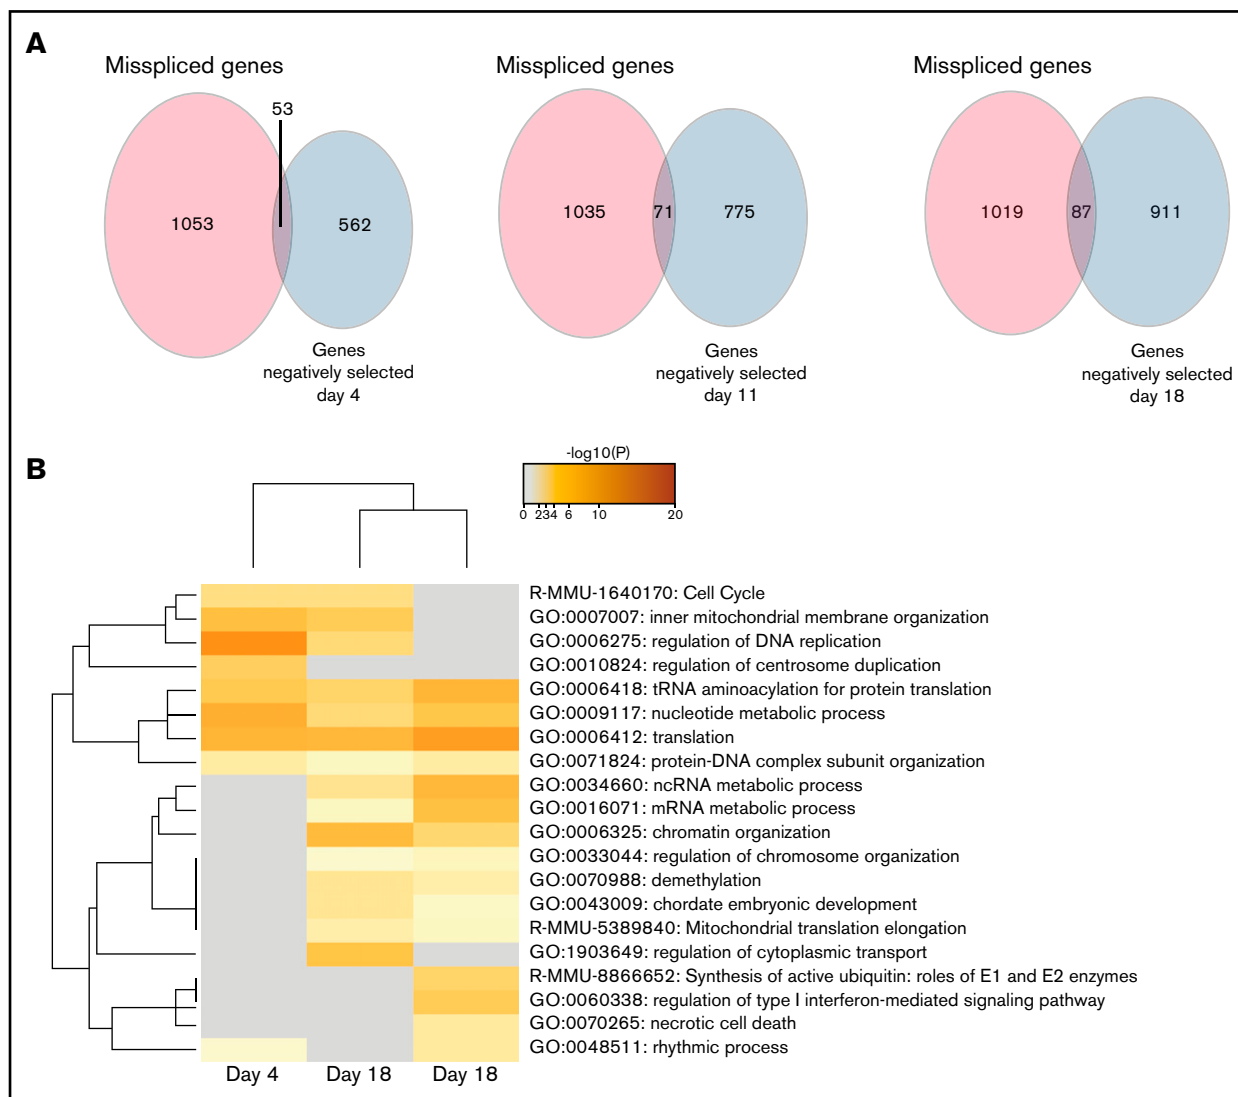 A
Misspliced genes
53
1053
562
Genes
negatively selected
day 4
Misspliced genes
1035
71
775
Genes
negatively selected
day 11
Misspliced genes
1019
87
911
Genes
negatively selected
day 18
B
-log10(P)
0 2 3 4 6 10 20
R-MMU-1640170: Cell Cycle
GO:0007007: inner mitochondrial membrane organization
GO:0006275: regulation of DNA replication
GO:0010824: regulation of centrosome duplication
GO:0006418: tRNA aminoacylation for protein translation
GO:0009117: nucleotide metabolic process
GO:0006412: translation
GO:0071824: protein-DNA complex subunit organization
GO:0034660: ncRNA metabolic process
GO:0016071: mRNA metabolic process
GO:0006325: chromatin organization
GO:0033044: regulation of chromosome organization
GO:0070988: demethylation
GO:0043009: chordate embryonic development
R-MMU-5389840: Mitochondrial translation elongation
GO:1903649: regulation of cytoplasmic transport
R-MMU-8866652: Synthesis of active ubiquitin: roles of E1 and E2 enzymes
GO:0060338: regulation of type I interferon-mediated signaling pathway
GO:0070265: necrotic cell death
GO:0048511: rhythmic process
Day 4 Day 18 Day 18